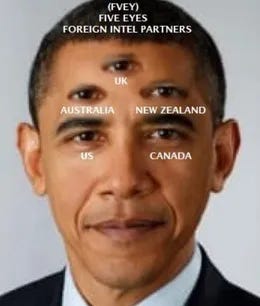 (FVEY)
FIVE EYES
FOREIGN INTEL PARTNERS
UK
AUSTRALIA NEW ZEALAND
US CANADA